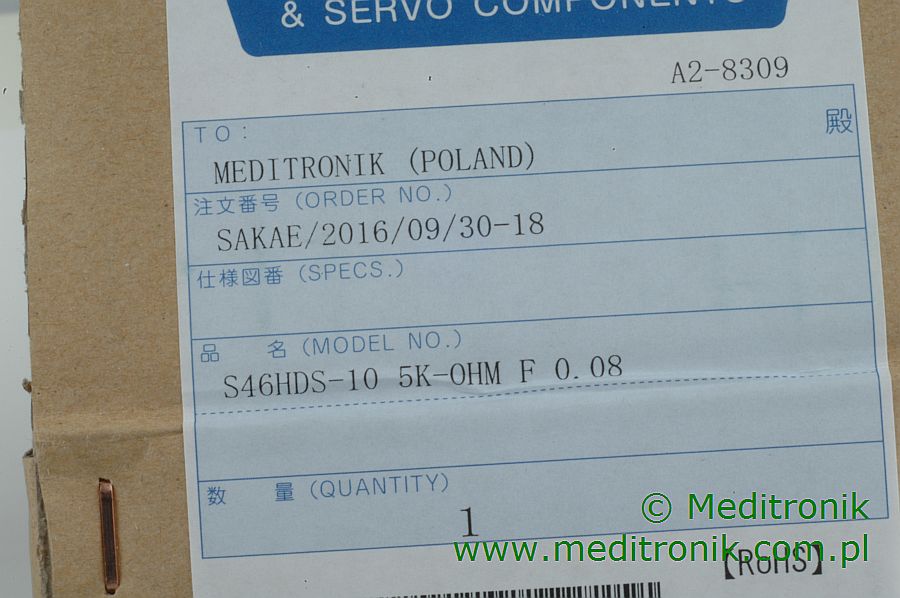 & SERVO COMPONENTS
A2-8309
TO:
殿
MEDITRONIK (POLAND)
注文番号 (ORDER NO.)
SAKAE/2016/09/30-18
仕様図番 (SPECS.)
品 名 (MODEL NO.)
S46HDS-10 5K-OHM F 0.08
数 量 (QUANTITY)
1
© Meditronik
www.meditronik.com.pl
【RoHS】